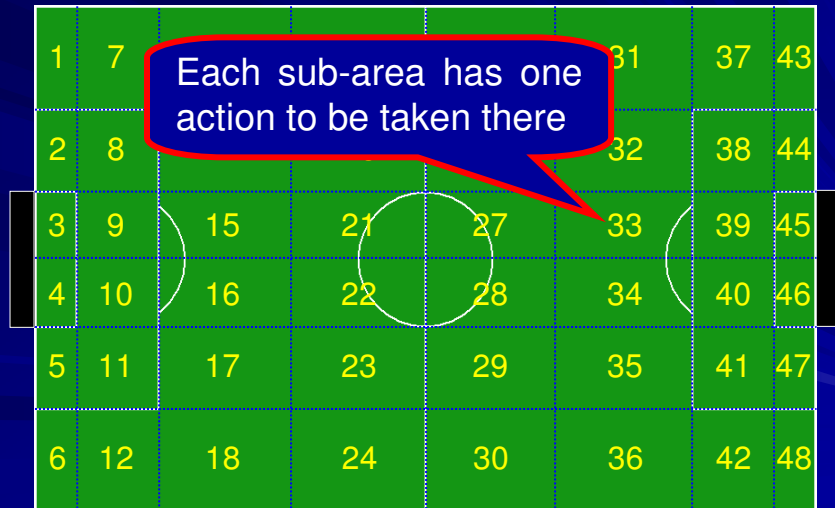 1 7 31 37 43
Each sub-area has one
action to be taken there
2 8 32 38 44
3 9 15 21 27 33 39 45
4 10 16 22 28 34 40 46
5 11 17 23 29 35 41 47
6 12 18 24 30 36 42 48